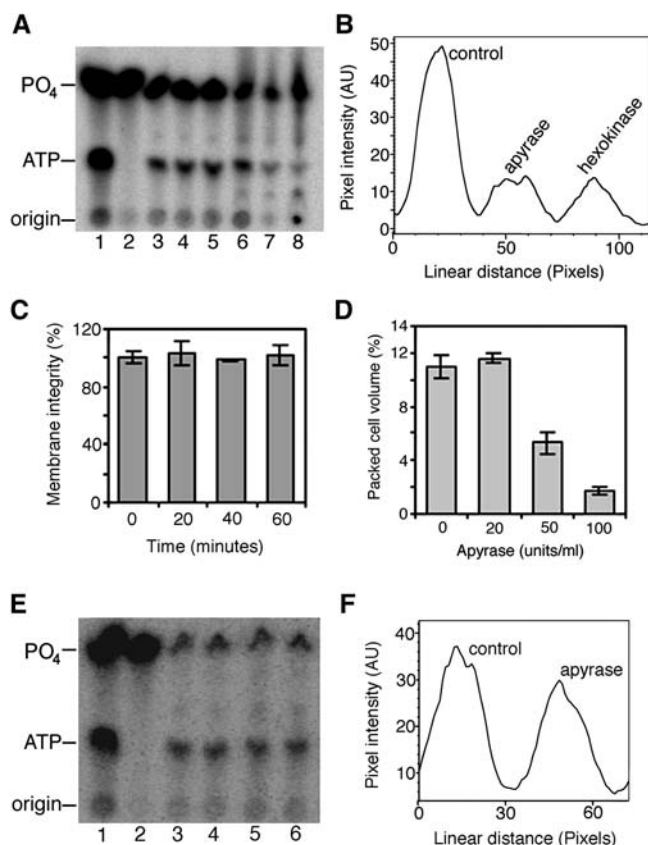 A
PO4
ATP
origin
1 2 3 4 5 6 7 8
B
50
40
30
20
10
0
Pixel intensity (AU)
control
apyrase
hexokinase
0 50 100
Linear distance (Pixels)
C
120
80
40
0
Membrane integrity (%)
0 20 40 60
Time (minutes)
D
14
12
8
4
0
Packed cell volume (%)
0 20 50 100
Apyrase (units/ml)
E
PO4
ATP
origin
1 2 3 4 5 6
F
40
30
20
10
Pixel intensity (AU)
control
apyrase
0 30 60
Linear distance (Pixels)